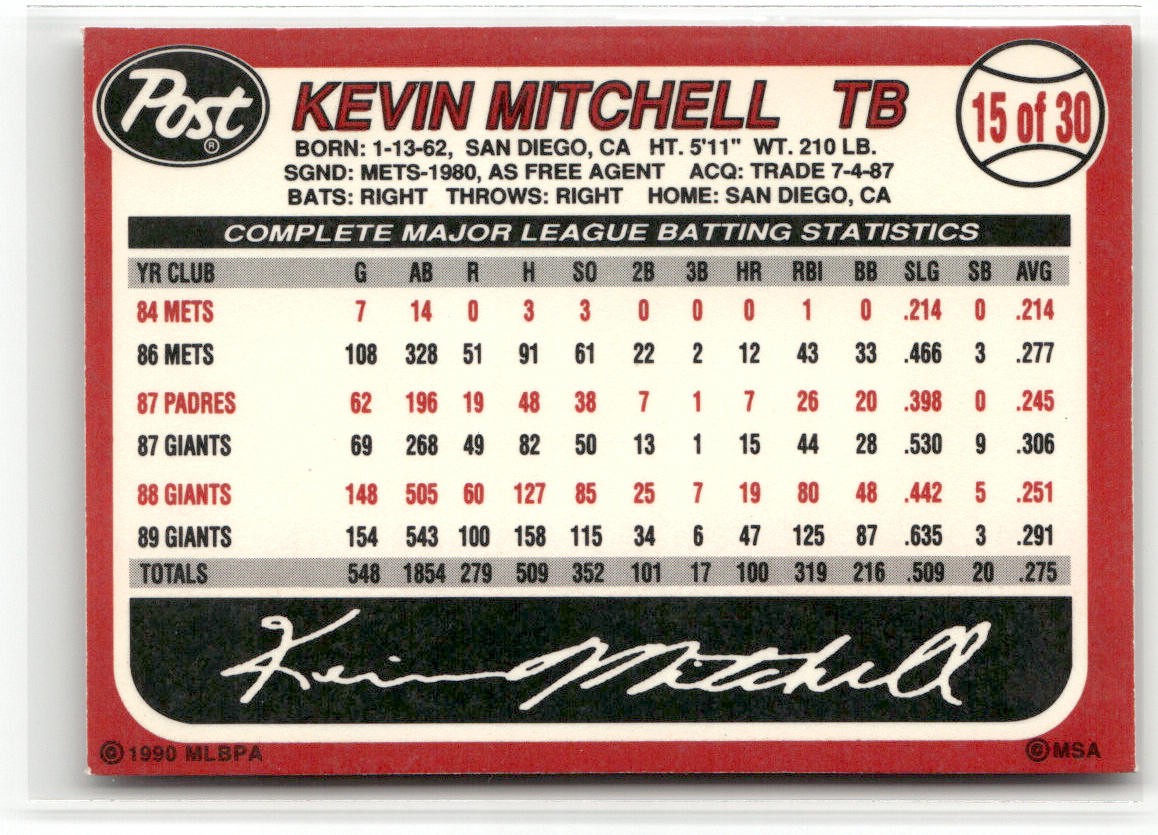 Post®
KEVIN MITCHELL TB
15 of 30
BORN: 1-13-62, SAN DIEGO, CA HT. 5'11" WT. 210 LB.
SGND: METS-1980, AS FREE AGENT ACQ: TRADE 7-4-87
BATS: RIGHT THROWS: RIGHT HOME: SAN DIEGO, CA
COMPLETE MAJOR LEAGUE BATTING STATISTICS
YR CLUB G AB R H SO 2B 3B HR RBI BB SLG SB AVG
84 METS 7 14 0 3 3 0 0 0 1 0 .214 0 .214
86 METS 108 328 51 91 61 22 2 12 43 33 .466 3 .277
87 PADRES 62 196 19 48 38 7 1 7 26 20 .398 0 .245
87 GIANTS 69 268 49 82 50 13 1 15 44 28 .530 9 .306
88 GIANTS 148 505 60 127 85 25 7 19 80 48 .442 5 .251
89 GIANTS 154 543 100 158 115 34 6 47 125 87 .635 3 .291
TOTALS 548 1854 279 509 352 101 17 100 319 216 .509 20 .275
Kevin Mitchell
© 1990 MLBPA
© MSA